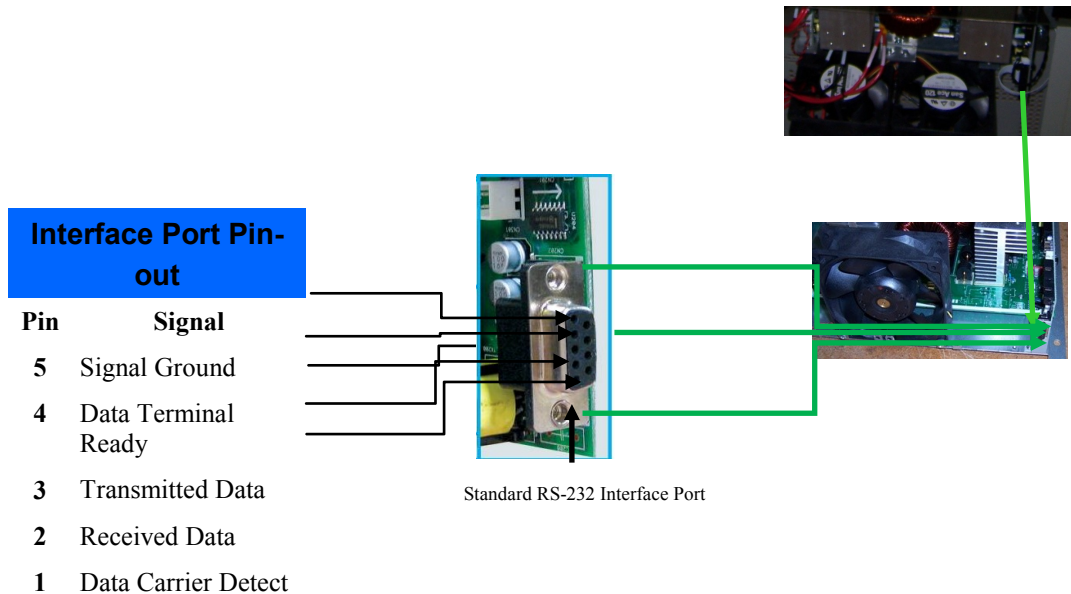 Interface Port Pin-
out
Pin Signal
5 Signal Ground
4 Data Terminal
Ready
3 Transmitted Data
2 Received Data
1 Data Carrier Detect
Standard RS-232 Interface Port